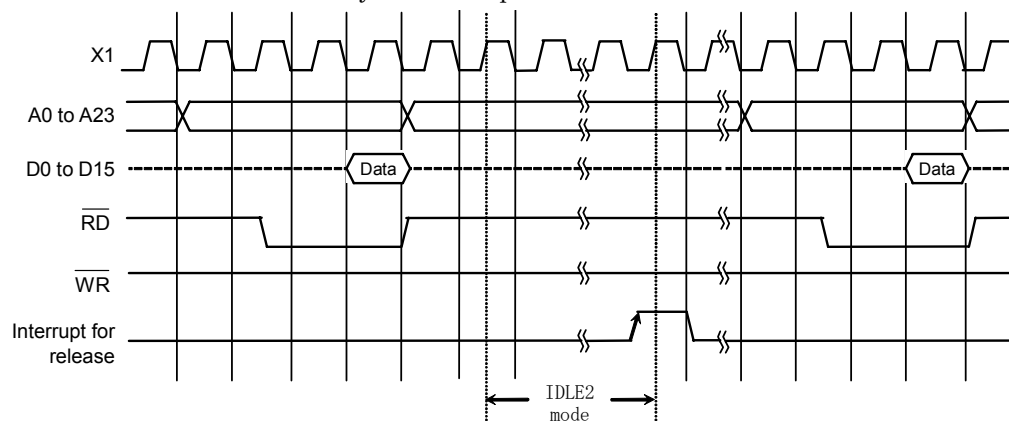 X1
A0 to A23
D0 to D15
Data
Data
RD
WR
Interrupt for
release
IDLE2
mode